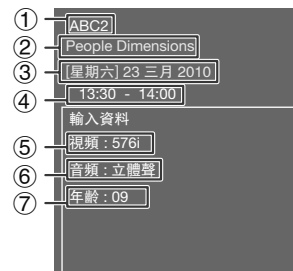 ① ABC2
② People Dimensions
③ [星期六] 23 三月 2010
④ 13:30 - 14:00
輸入資料
⑤ 視頻 : 576i
⑥ 音頻 : 立體聲
⑦ 年齡 : 09